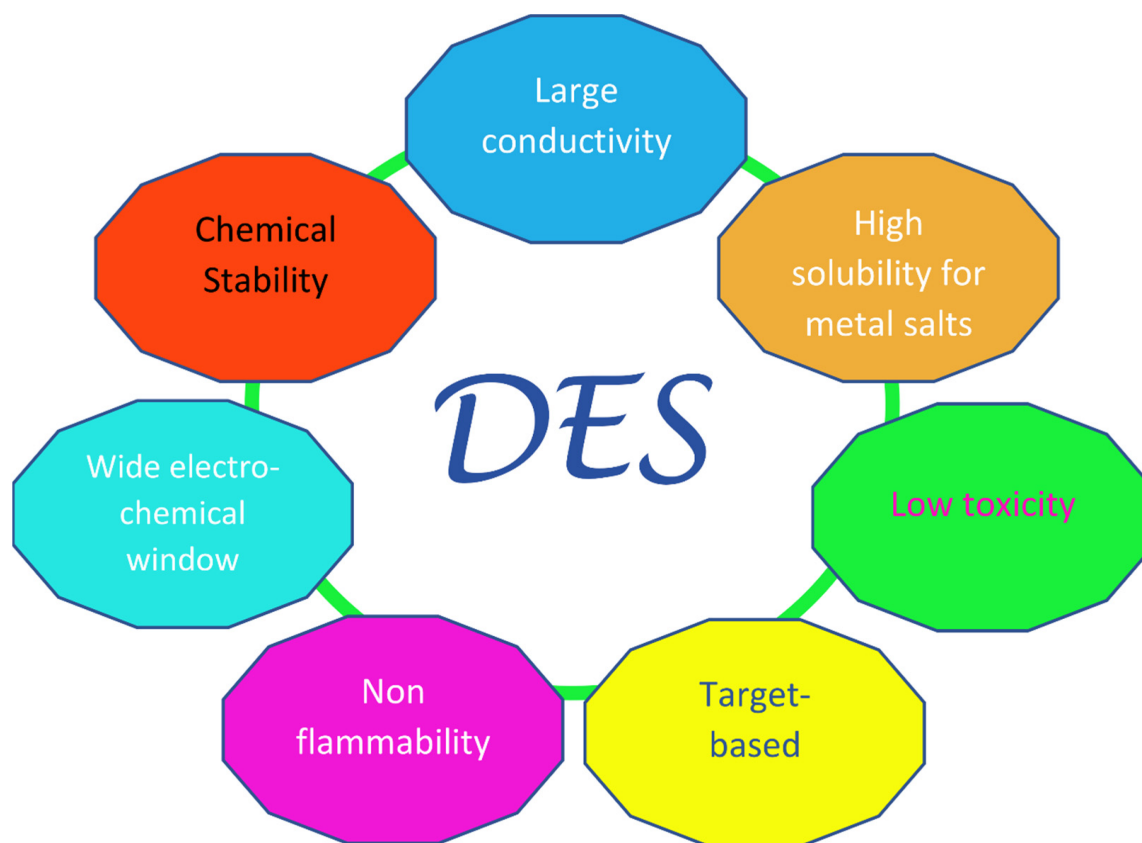 Large
conductivity
High
solubility for
metal salts
Low toxicity
Target-
based
Non
flammability
Wide electro-
chemical
window
Chemical
Stability
DES